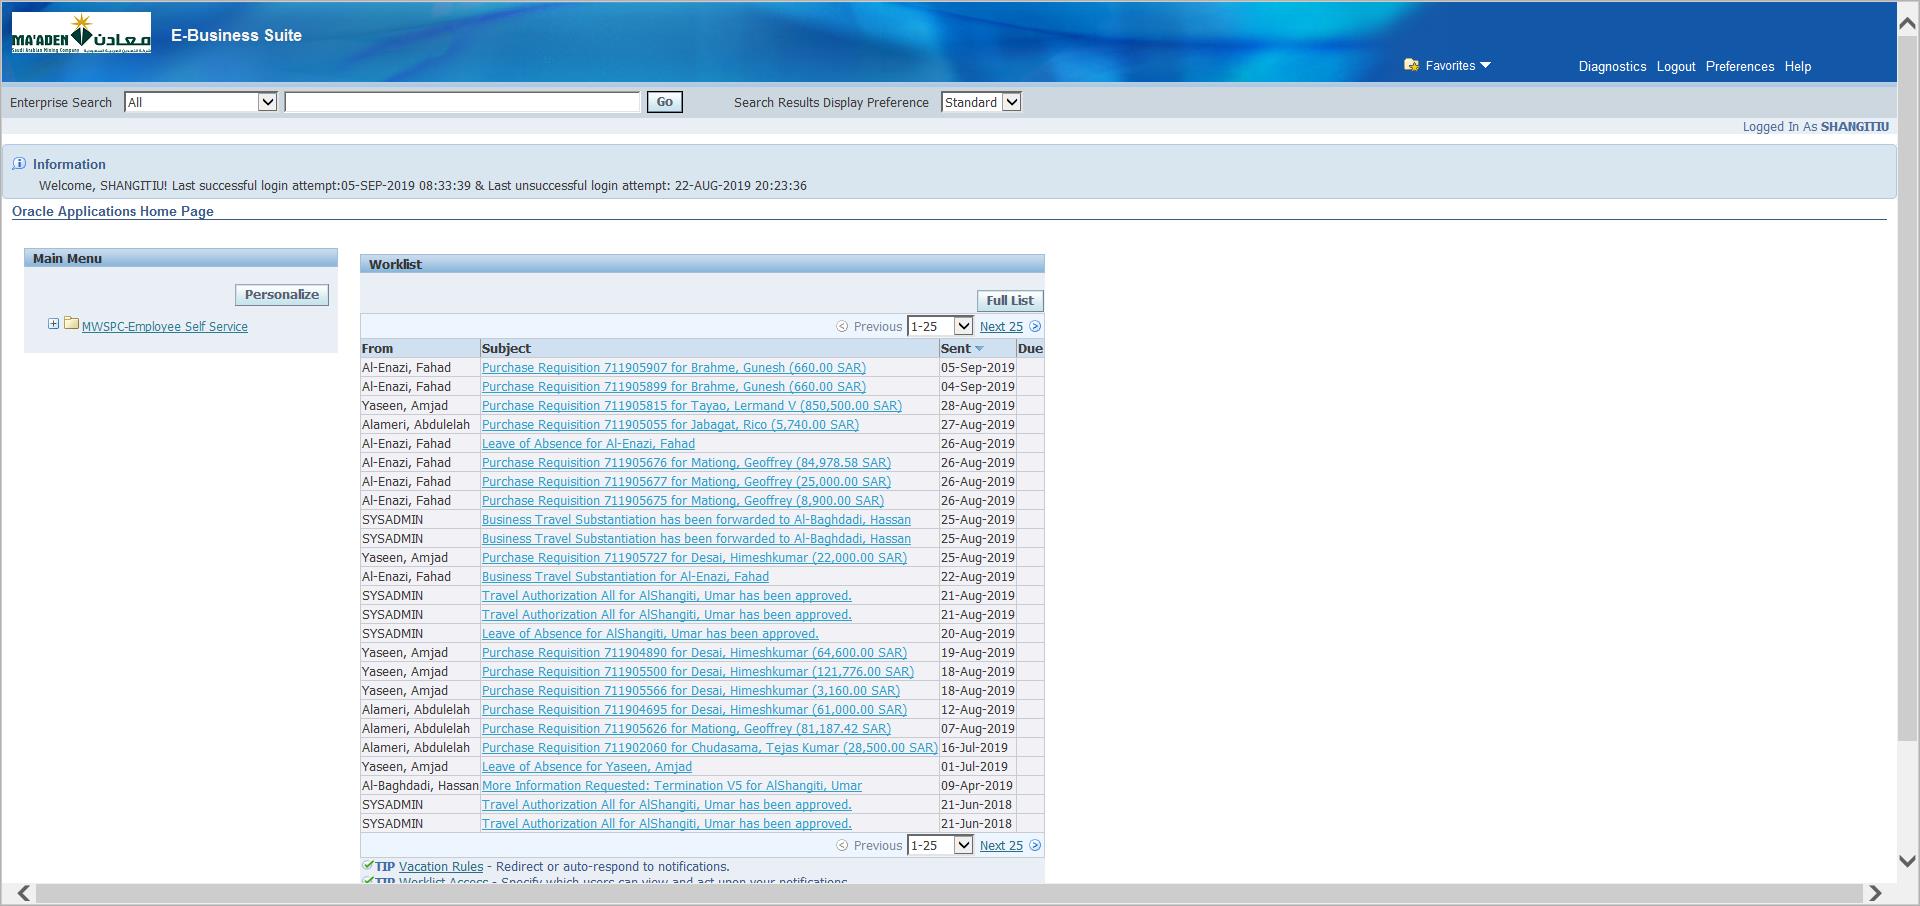 MA'ADEN معادن
Saudi Arabian Mining Company
E-Business Suite
Favorites
Diagnostics Logout Preferences Help
Enterprise Search All Go Search Results Display Preference Standard
Logged In As SHANGITIU
Information
Welcome, SHANGITIU! Last successful login attempt:05-SEP-2019 08:33:39 & Last unsuccessful login attempt: 22-AUG-2019 20:23:36
Oracle Applications Home Page
Main Menu
Personalize
MWSPC-Employee Self Service
Worklist
Full List
Previous 1-25 Next 25
From Subject Sent Due
Al-Enazi, Fahad Purchase Requisition 711905907 for Brahme, Gunesh (660.00 SAR) 05-Sep-2019
Al-Enazi, Fahad Purchase Requisition 711905899 for Brahme, Gunesh (660.00 SAR) 04-Sep-2019
Yaseen, Amjad Purchase Requisition 711905815 for Tayao, Lermand V (850,500.00 SAR) 28-Aug-2019
Alameri, Abdulelah Purchase Requisition 711905055 for Jabagat, Rico (5,740.00 SAR) 27-Aug-2019
Al-Enazi, Fahad Leave of Absence for Al-Enazi, Fahad 26-Aug-2019
Al-Enazi, Fahad Purchase Requisition 711905676 for Mationg, Geoffrey (84,978.58 SAR) 26-Aug-2019
Al-Enazi, Fahad Purchase Requisition 711905677 for Mationg, Geoffrey (25,000.00 SAR) 26-Aug-2019
Al-Enazi, Fahad Purchase Requisition 711905675 for Mationg, Geoffrey (8,900.00 SAR) 26-Aug-2019
SYSADMIN Business Travel Substantiation has been forwarded to Al-Baghdadi, Hassan 25-Aug-2019
SYSADMIN Business Travel Substantiation has been forwarded to Al-Baghdadi, Hassan 25-Aug-2019
Yaseen, Amjad Purchase Requisition 711905727 for Desai, Himeshkumar (22,000.00 SAR) 25-Aug-2019
Al-Enazi, Fahad Business Travel Substantiation for Al-Enazi, Fahad 22-Aug-2019
SYSADMIN Travel Authorization All for AlShangiti, Umar has been approved. 21-Aug-2019
SYSADMIN Travel Authorization All for AlShangiti, Umar has been approved. 21-Aug-2019
SYSADMIN Leave of Absence for AlShangiti, Umar has been approved. 20-Aug-2019
Yaseen, Amjad Purchase Requisition 711904890 for Desai, Himeshkumar (64,600.00 SAR) 19-Aug-2019
Yaseen, Amjad Purchase Requisition 711905500 for Desai, Himeshkumar (121,776.00 SAR) 18-Aug-2019
Yaseen, Amjad Purchase Requisition 711905566 for Desai, Himeshkumar (3,160.00 SAR) 18-Aug-2019
Alameri, Abdulelah Purchase Requisition 711904695 for Desai, Himeshkumar (61,000.00 SAR) 12-Aug-2019
Alameri, Abdulelah Purchase Requisition 711905626 for Mationg, Geoffrey (81,187.42 SAR) 07-Aug-2019
Alameri, Abdulelah Purchase Requisition 711902060 for Chudasama, Tejas Kumar (28,500.00 SAR) 16-Jul-2019
Yaseen, Amjad Leave of Absence for Yaseen, Amjad 01-Jul-2019
Al-Baghdadi, Hassan More Information Requested: Termination V5 for AlShangiti, Umar 09-Apr-2019
SYSADMIN Travel Authorization All for AlShangiti, Umar has been approved. 21-Jun-2018
SYSADMIN Travel Authorization All for AlShangiti, Umar has been approved. 21-Jun-2018
Previous 1-25 Next 25
TIP Vacation Rules - Redirect or auto-respond to notifications.
TIP Worklist Access - Specify which users can view and act upon your notifications.